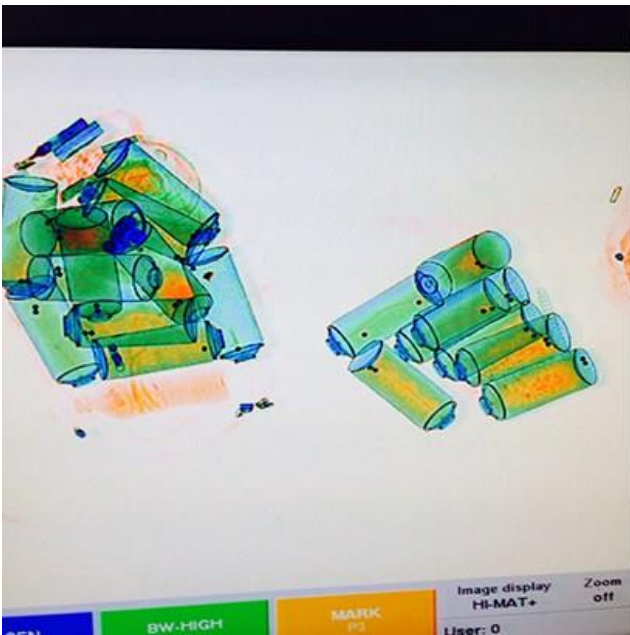 BW-HIGH
MARK
P3
Image display
HI-MAT+
Zoom
off
User: 0